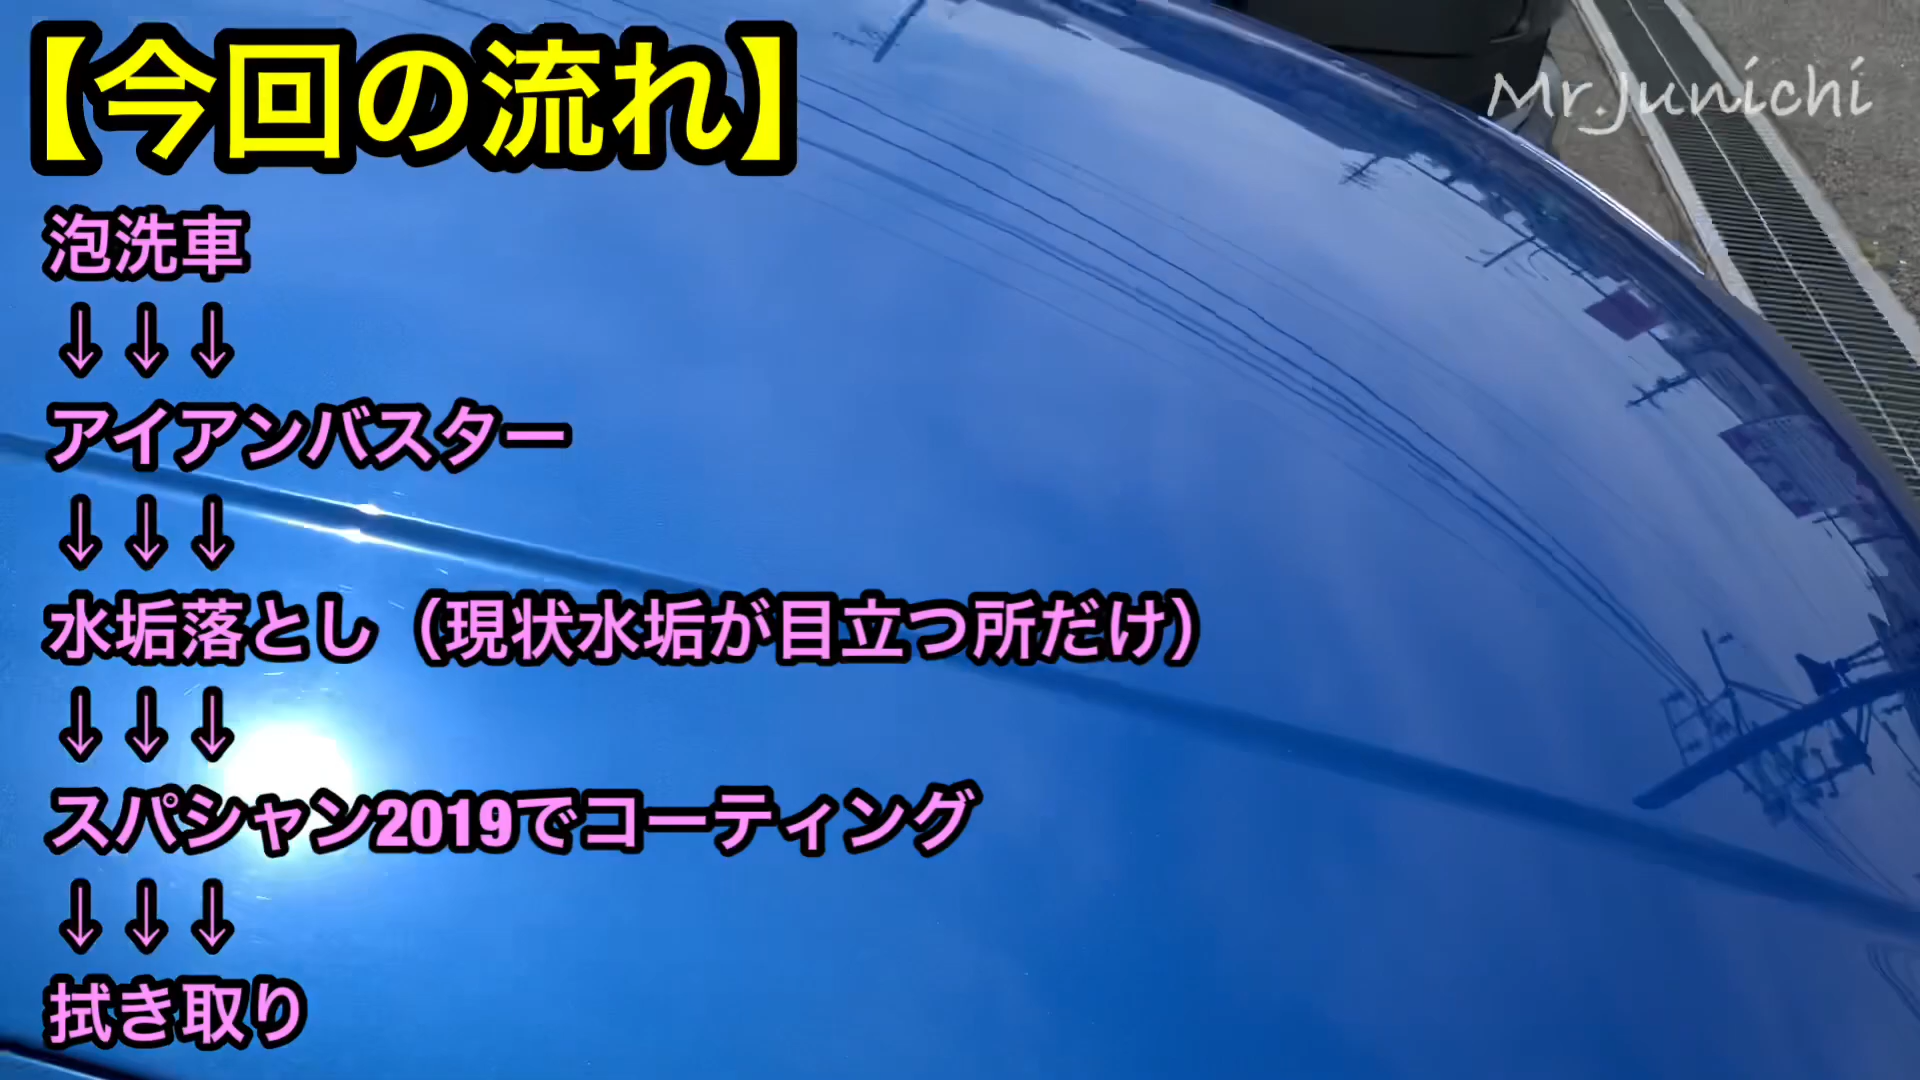 【今回の流れ】
Mr.Junichi
泡洗車
↓↓↓
アイアンバスター
↓↓↓
水垢落とし（現状水垢が目立つ所だけ）
↓↓↓
スパシャン2019でコーティング
↓↓↓
拭き取り